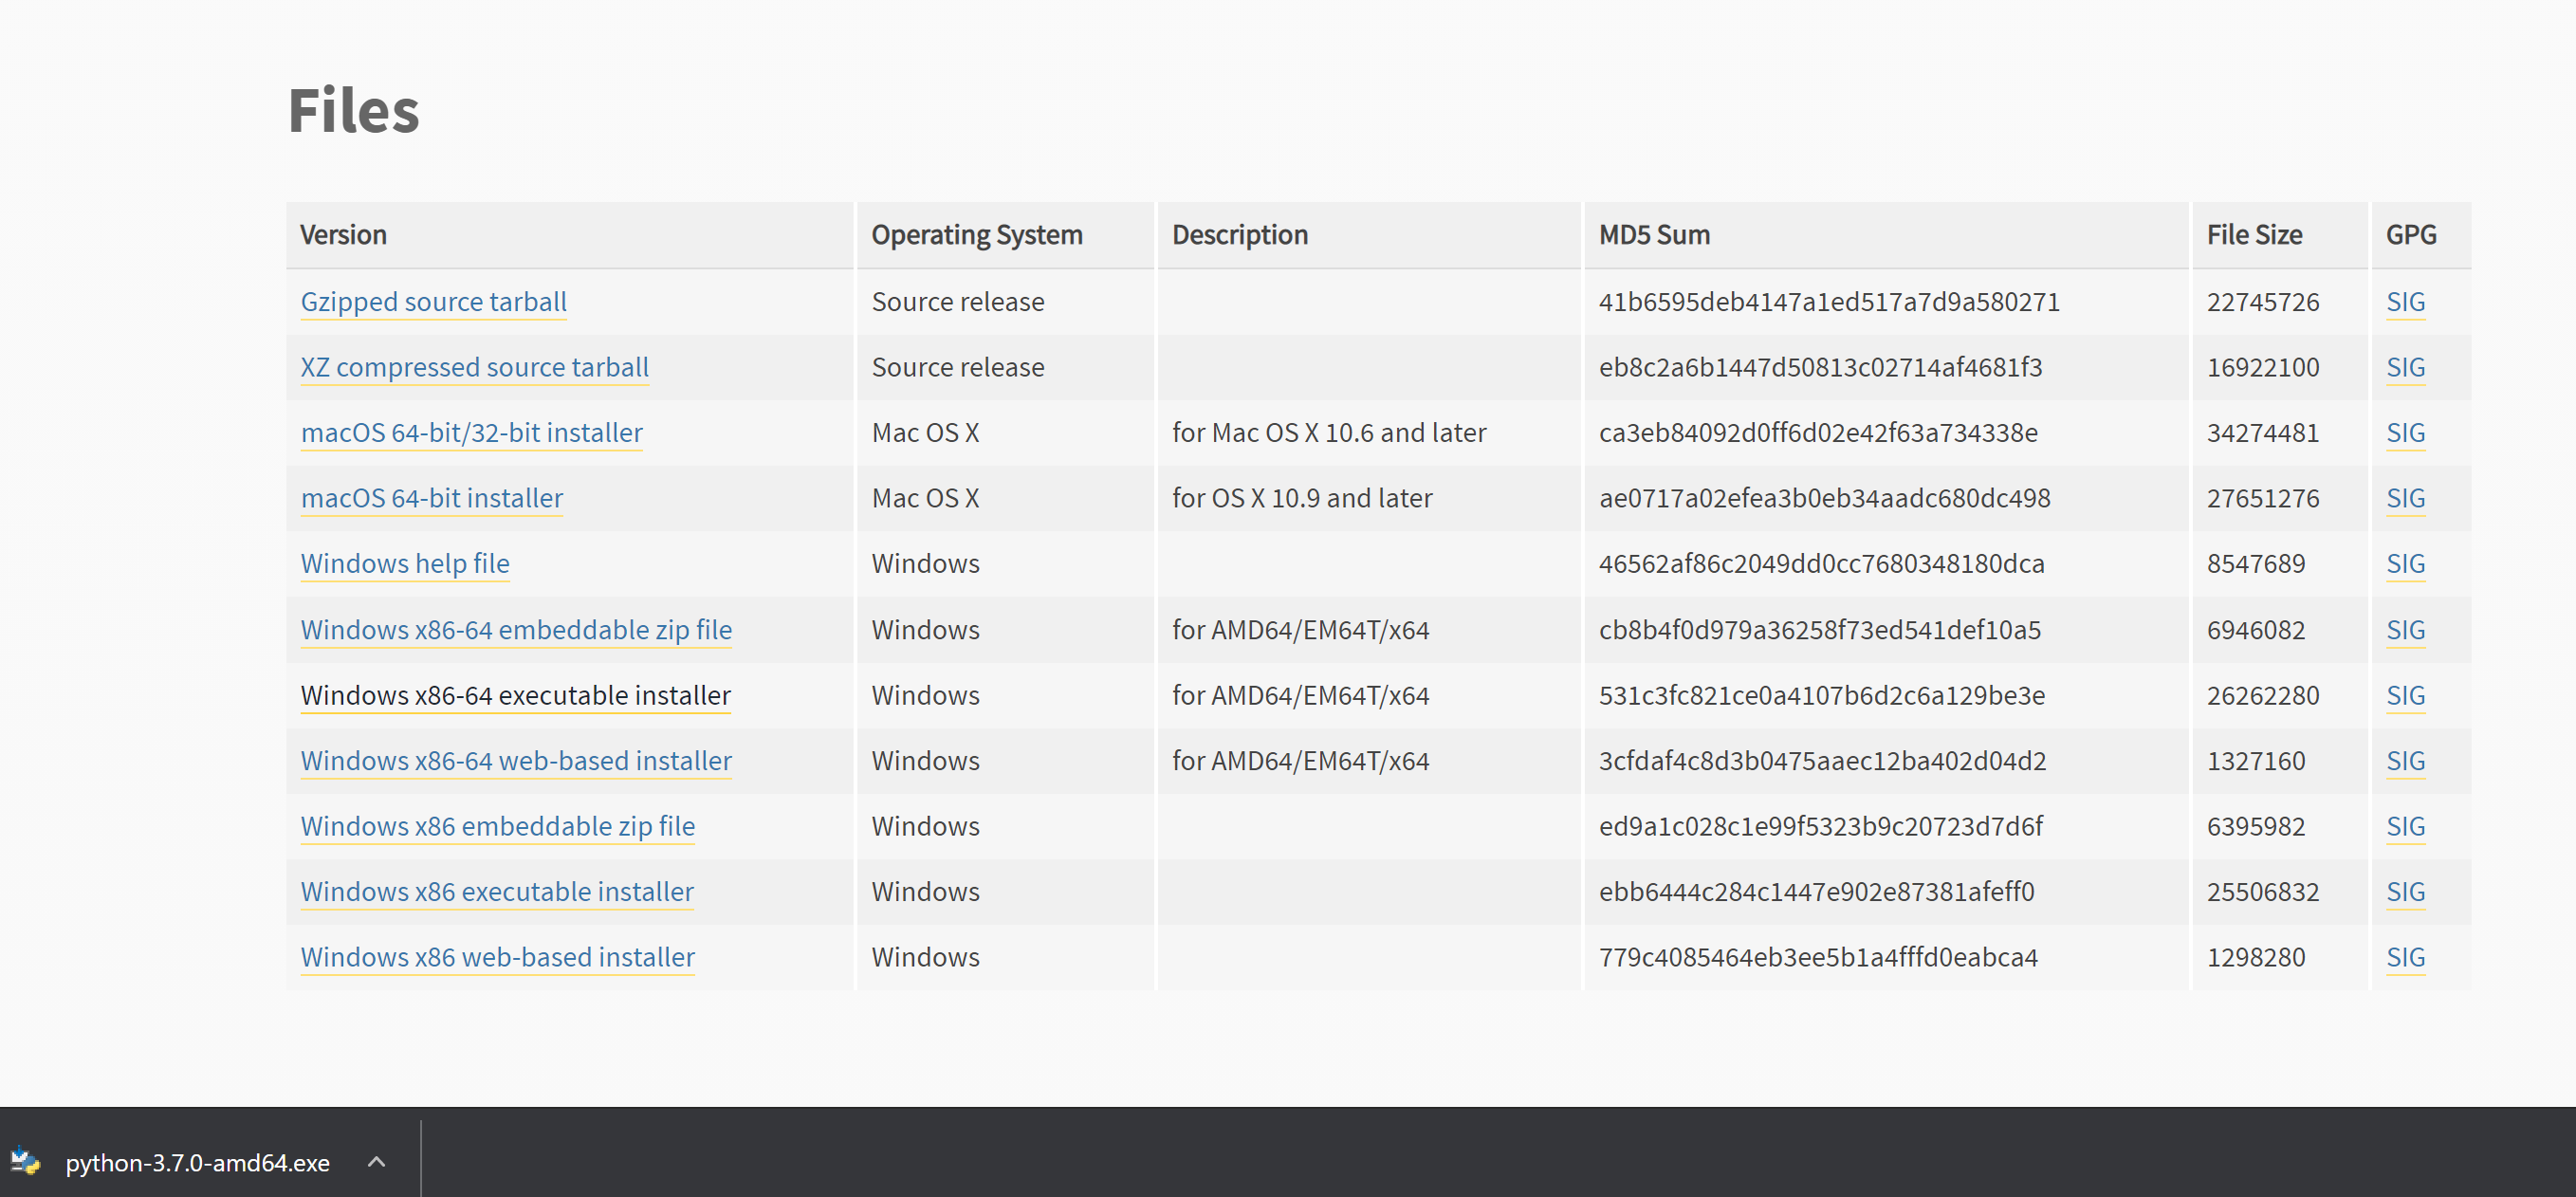 Files
Version Operating System Description MD5 Sum File Size GPG
Gzipped source tarball Source release 41b6595deb4147a1ed517a7d9a580271 22745726 SIG
XZ compressed source tarball Source release eb8c2a6b1447d50813c02714af4681f3 16922100 SIG
macOS 64-bit/32-bit installer Mac OS X for Mac OS X 10.6 and later ca3eb84092d0ff6d02e42f63a734338e 34274481 SIG
macOS 64-bit installer Mac OS X for OS X 10.9 and later ae0717a02efea3b0eb34aadc680dc498 27651276 SIG
Windows help file Windows 46562af86c2049dd0cc7680348180dca 8547689 SIG
Windows x86-64 embeddable zip file Windows for AMD64/EM64T/x64 cb8b4f0d979a36258f73ed541def10a5 6946082 SIG
Windows x86-64 executable installer Windows for AMD64/EM64T/x64 531c3fc821ce0a4107b6d2c6a129be3e 26262280 SIG
Windows x86-64 web-based installer Windows for AMD64/EM64T/x64 3cfdaf4c8d3b0475aaec12ba402d04d2 1327160 SIG
Windows x86 embeddable zip file Windows ed9a1c028c1e99f5323b9c20723d7d6f 6395982 SIG
Windows x86 executable installer Windows ebb6444c284c1447e902e87381afeff0 25506832 SIG
Windows x86 web-based installer Windows 779c4085464eb3ee5b1a4fffd0eabca4 1298280 SIG
python-3.7.0-amd64.exe